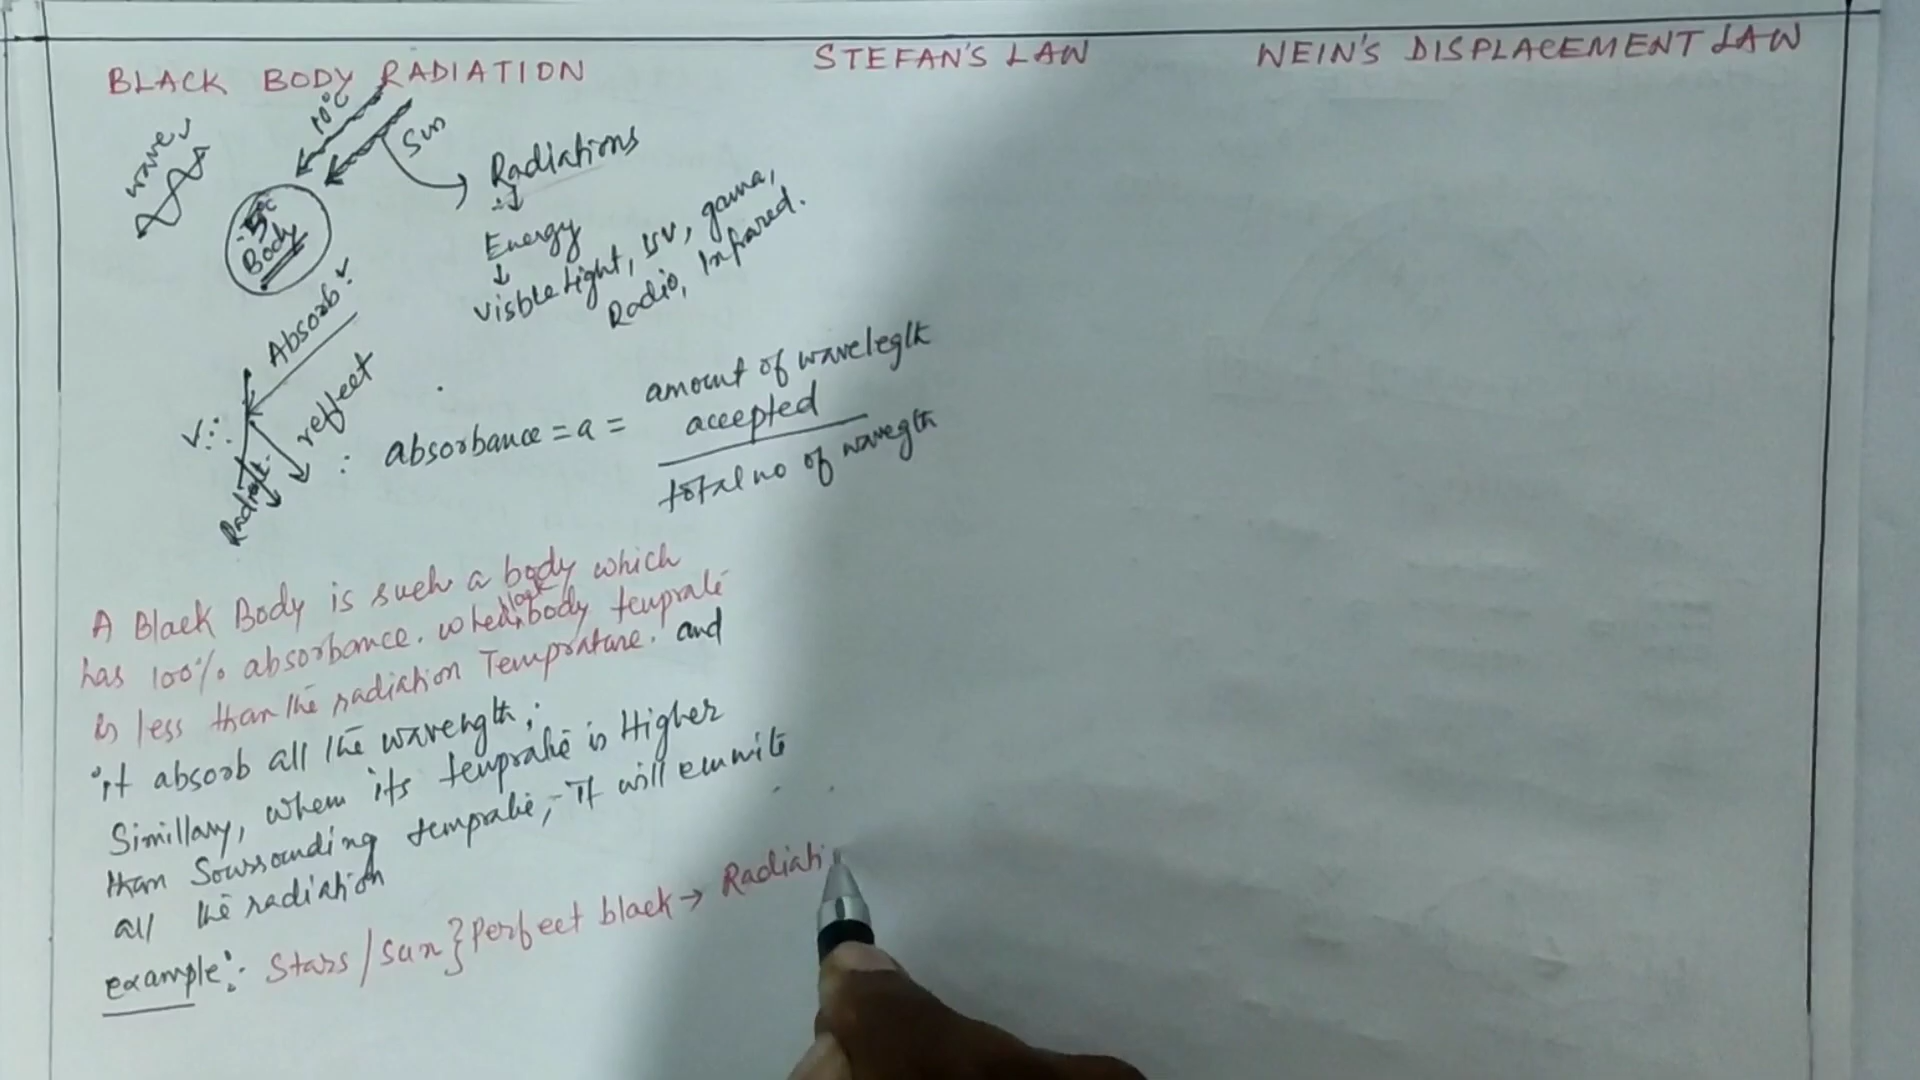 BLACK BODY RADIATION
STEFAN'S LAW
WEIN'S DISPLACEMENT LAW
waves
10°C
Sun
Radiations
Energy
Visble light, UV, gama,
Radio, Infrared.
Body
Absorb
reffect
absorbance = a =
amount of wavelegth
accepted
total no of wavegth
A Black Body is such a body which
has 100% absorbance. when black body temprate
is less than the radiation Temprature. and
it absorb all the wavength;
Simillary, when its temprate is Higher
than Sourrounding temprate, it will emmite
all the radiation
example:- Stars / Sun } Perfect black → Radiati